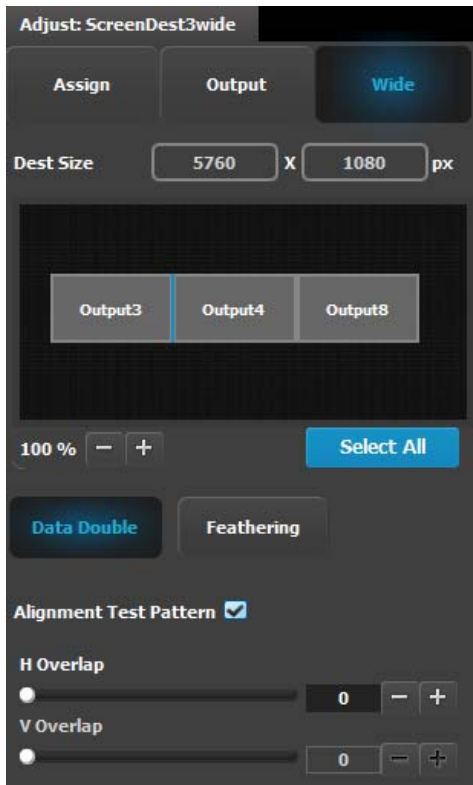 Adjust: ScreenDest3wide
Assign Output Wide
Dest Size 5760 X 1080 px
Output3 Output4 Output8
100 % − + Select All
Data Double Feathering
Alignment Test Pattern
H Overlap
0 − +
V Overlap
0 − +